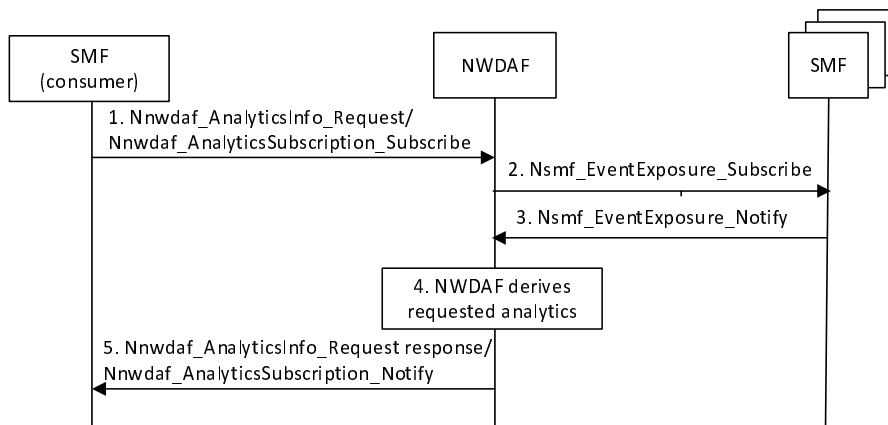 SMF
(consumer)
NWDAF
SMF
1. Nnwdaf_AnalyticsInfo_Request/
Nnwdaf_AnalyticsSubscription_Subscribe
2. Nsmf_EventExposure_Subscribe
3. Nsmf_EventExposure_Notify
4. NWDAF derives
requested analytics
5. Nnwdaf_AnalyticsInfo_Request response/
Nnwdaf_AnalyticsSubscription_Notify